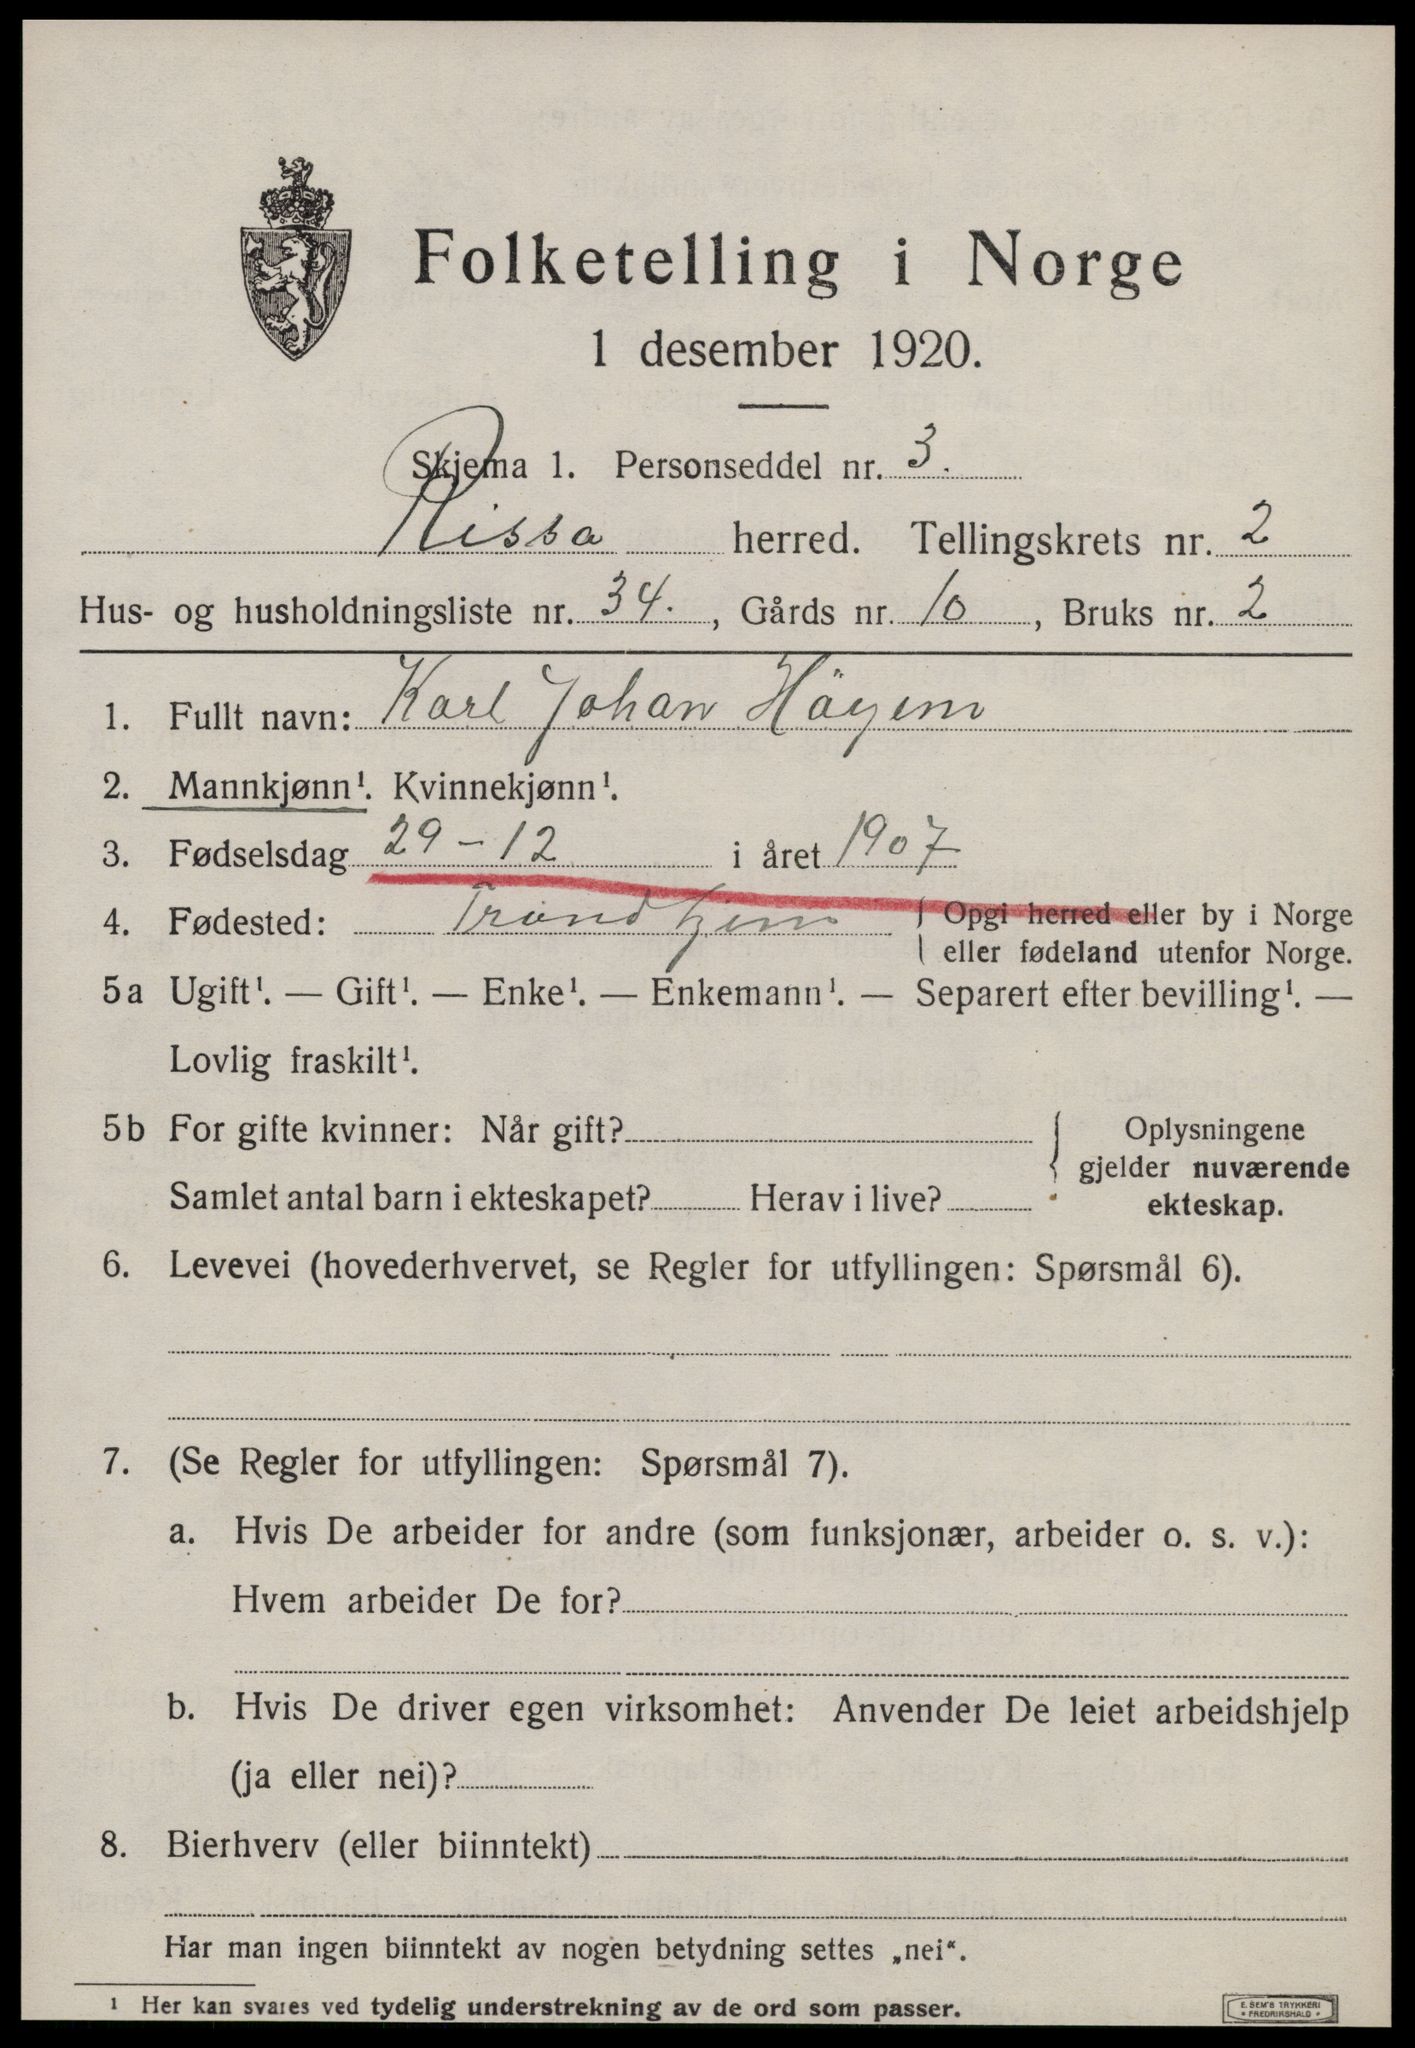 Folketelling i Norge
1 desember 1920.
Skjema 1. Personseddel nr. 3.
Rissa herred. Tellingskrets nr. 2
Hus- og husholdningsliste nr. 34., Gårds nr. 10, Bruks nr. 2
1. Fullt navn: Karl Johan Höyem
2. Mannkjønn¹. Kvinnekjønn¹.
3. Fødselsdag 29 - 12 i året 1907
4. Fødested: Trondhjem { Opgi herred eller by i Norge
eller fødeland utenfor Norge.
5a Ugift¹. — Gift¹. — Enke¹. — Enkemann¹. — Separert efter bevilling¹. —
Lovlig fraskilt¹.
5b For gifte kvinner: Når gift?
Samlet antal barn i ekteskapet? Herav i live?
{ Oplysningene
gjelder nuværende
ekteskap.
6. Levevei (hovederhvervet, se Regler for utfyllingen: Spørsmål 6).
7. (Se Regler for utfyllingen: Spørsmål 7).
a. Hvis De arbeider for andre (som funksjonær, arbeider o. s. v.):
Hvem arbeider De for?
b. Hvis De driver egen virksomhet: Anvender De leiet arbeidshjelp
(ja eller nei)?
8. Bierhverv (eller biinntekt)
Har man ingen biinntekt av nogen betydning settes „nei“.
¹ Her kan svares ved tydelig understrekning av de ord som passer.
E. SEM'S TRYKKERI
• FREDRIKSHALD •